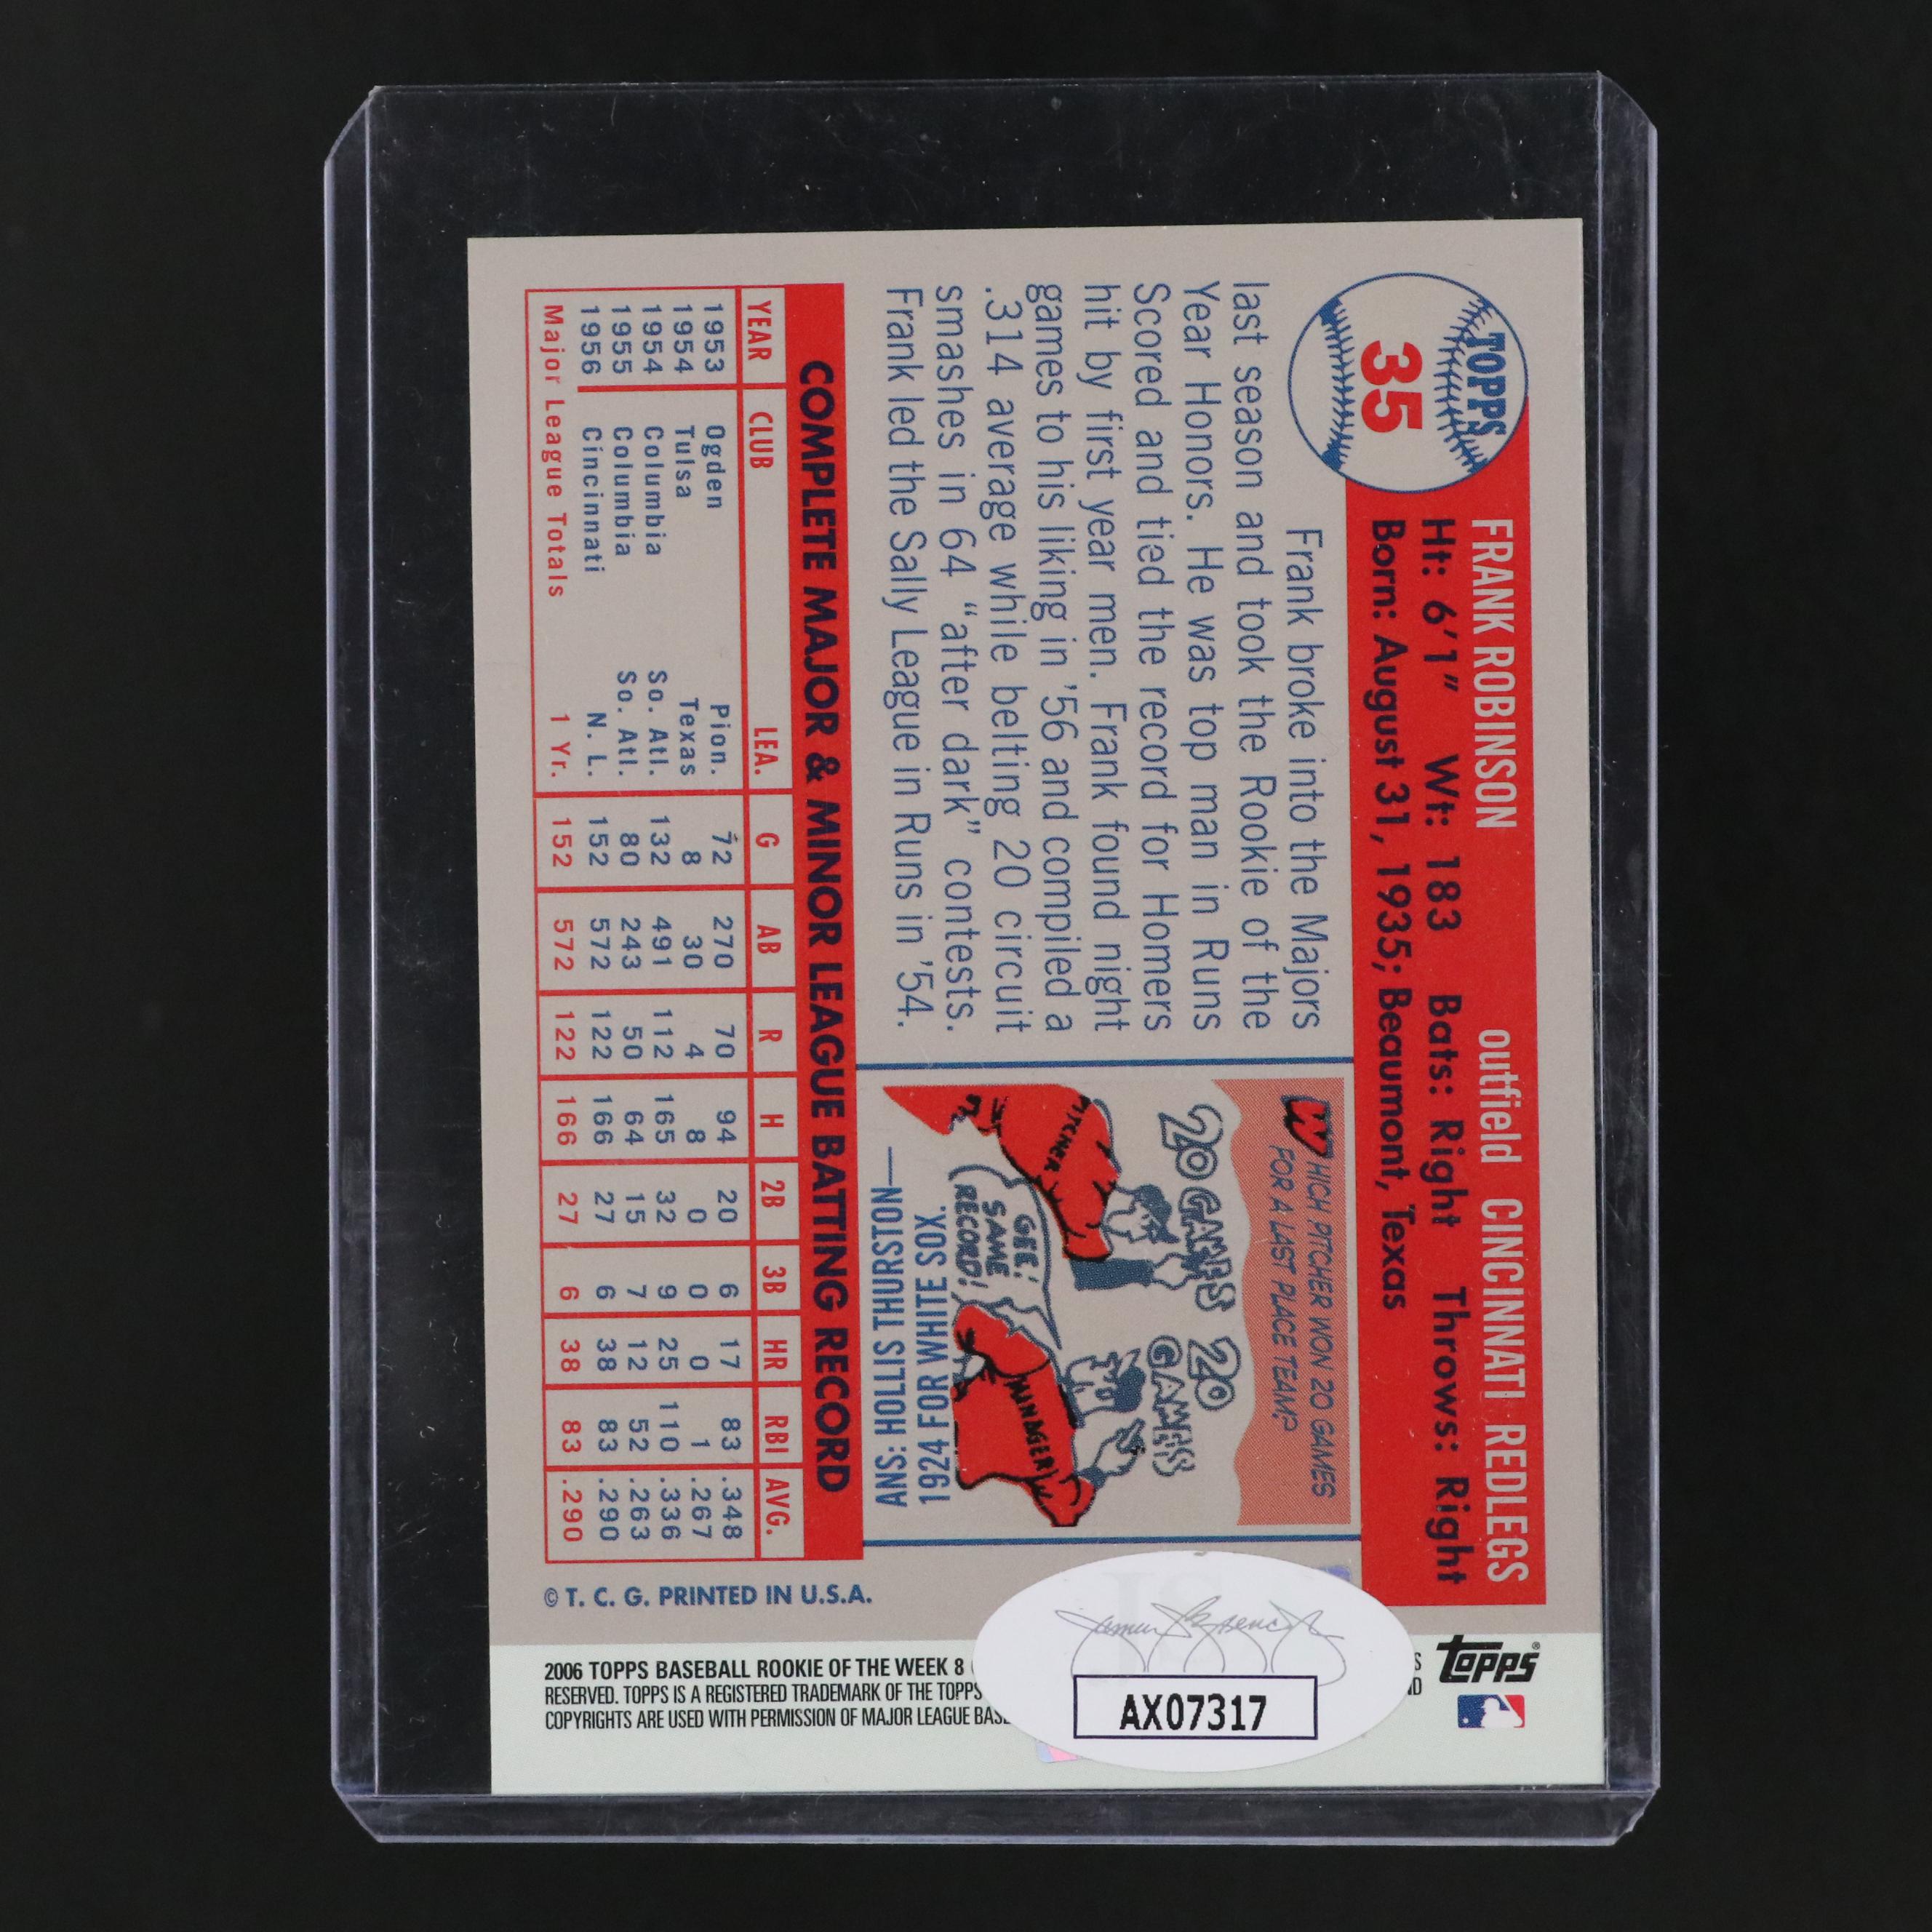 TOPPS
35
FRANK ROBINSON outfield CINCINNATI REDLEGS
Ht: 6'1" Wt: 183 Bats: Right Throws: Right
Born: August 31, 1935; Beaumont, Texas
Frank broke into the Majors
last season and took the Rookie of the
Year Honors. He was top man in Runs
Scored and tied the record for Homers
hit by first year men. Frank found night
games to his liking in '56 and compiled a
.314 average while belting 20 circuit
smashes in 64 “after dark” contests.
Frank led the Sally League in Runs in '54.
WHICH PITCHER WON 20 GAMES
FOR A LAST PLACE TEAM?
20 GAMES
20
GAMES
PITCHER
GEE!
SAME
RECORD!
MANAGER
1924 FOR WHITE SOX.
ANS: HOLLIS THURSTON—
COMPLETE MAJOR & MINOR LEAGUE BATTING RECORD
YEAR CLUB LEA. G AB R H 2B 3B HR RBI AVG.
1953 Ogden Pion. 72 270 70 94 20 6 17 83 .348
1954 Tulsa Texas 8 30 4 8 0 0 0 1 .267
1954 Columbia So. Atl. 132 491 112 165 32 9 25 110 .336
1955 Columbia So. Atl. 80 243 50 64 15 7 12 52 .263
1956 Cincinnati N. L. 152 572 122 166 27 6 38 83 .290
Major League Totals 1 Yr. 152 572 122 166 27 6 38 83 .290
© T. C. G. PRINTED IN U.S.A.
topps®
2006 TOPPS BASEBALL ROOKIE OF THE WEEK 8
RESERVED. TOPPS IS A REGISTERED TRADEMARK OF THE TOPPS
COPYRIGHTS ARE USED WITH PERMISSION OF MAJOR LEAGUE
AX07317